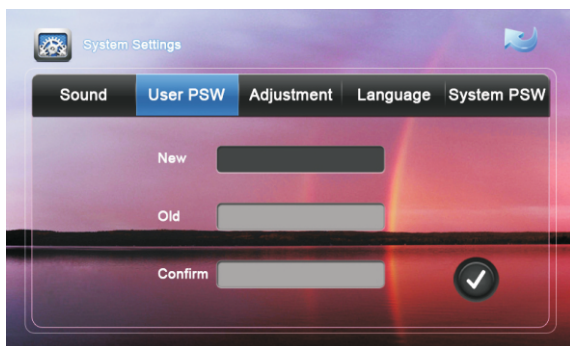 System Settings
Sound User PSW Adjustment Language System PSW
New
Old
Confirm